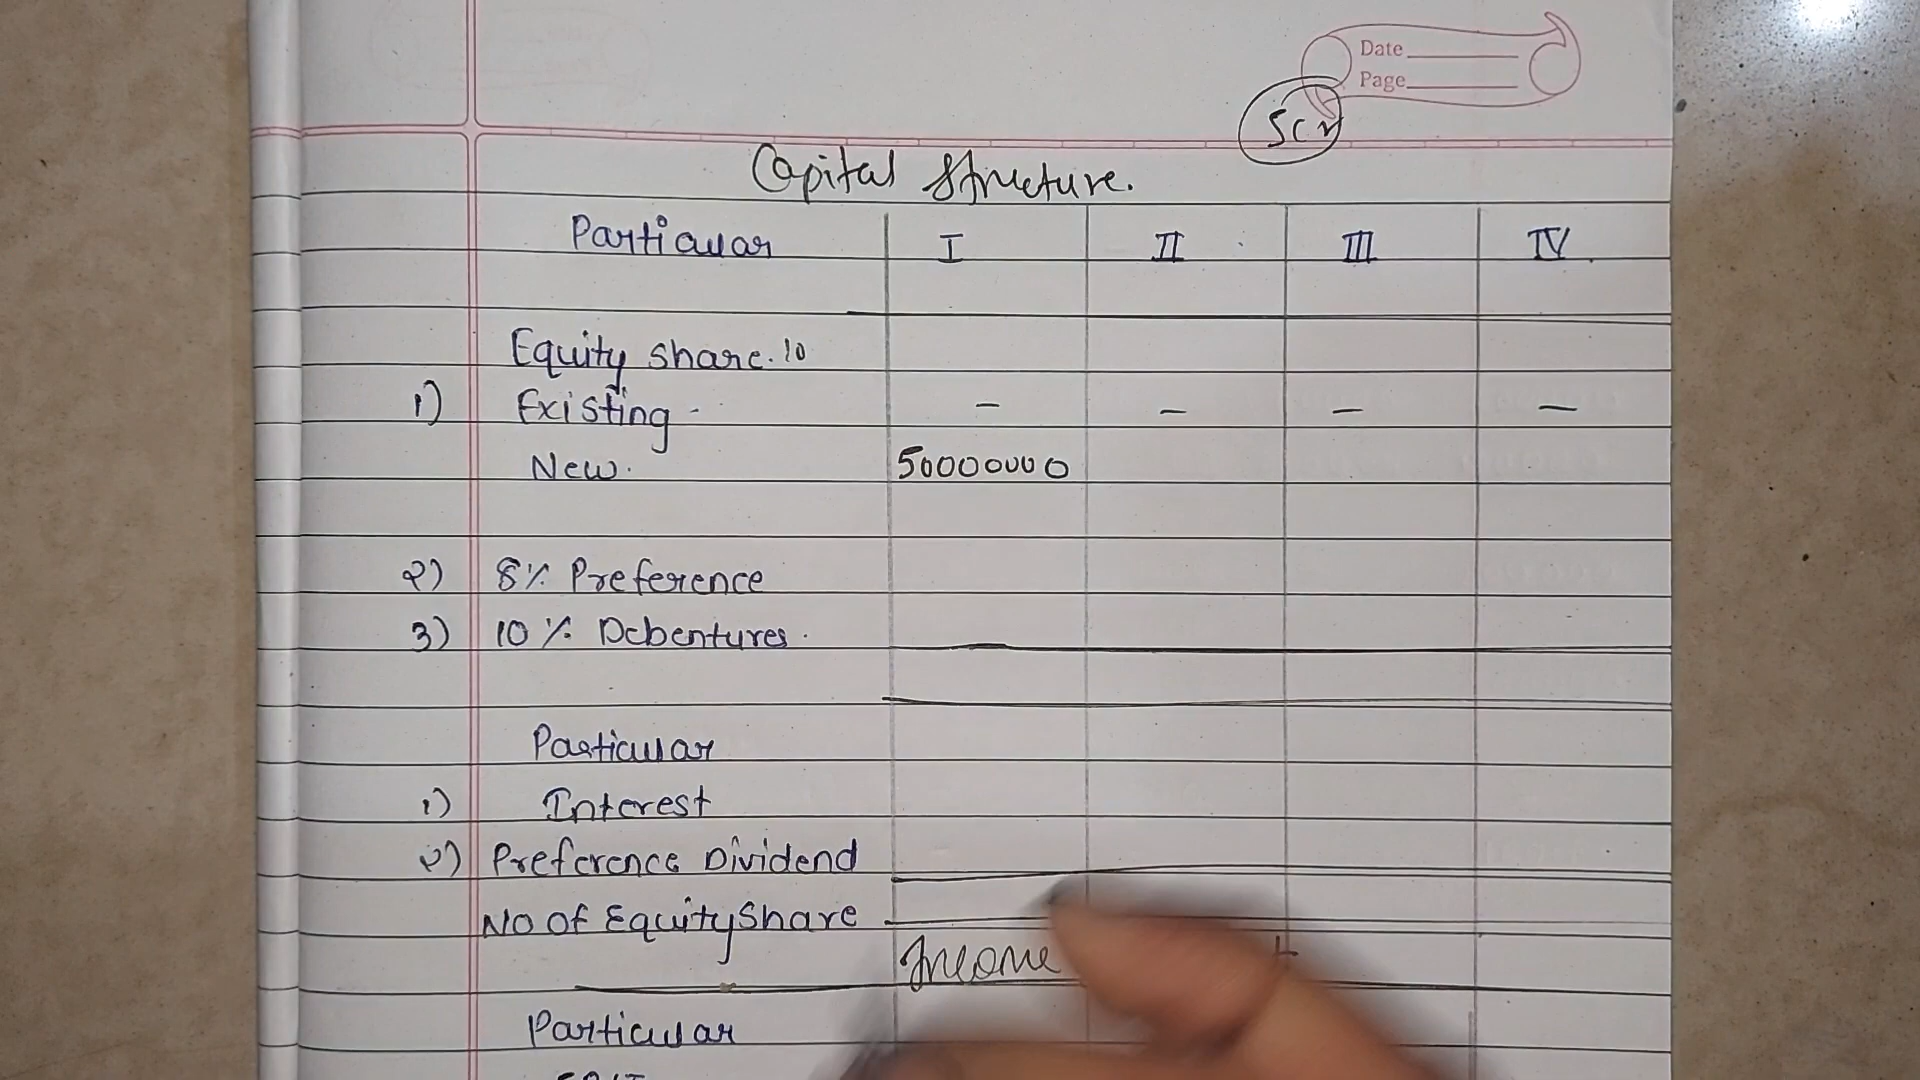 Date
Page
Capital Structure.
Particular I II III IV
Equity share. 10
1) Existing - - - - -
New. 50000000
2) 8% Preference
3) 10% Debentures.
Particular
1) Interest
2) Preference Dividend
No of Equity Share
Income
Particular